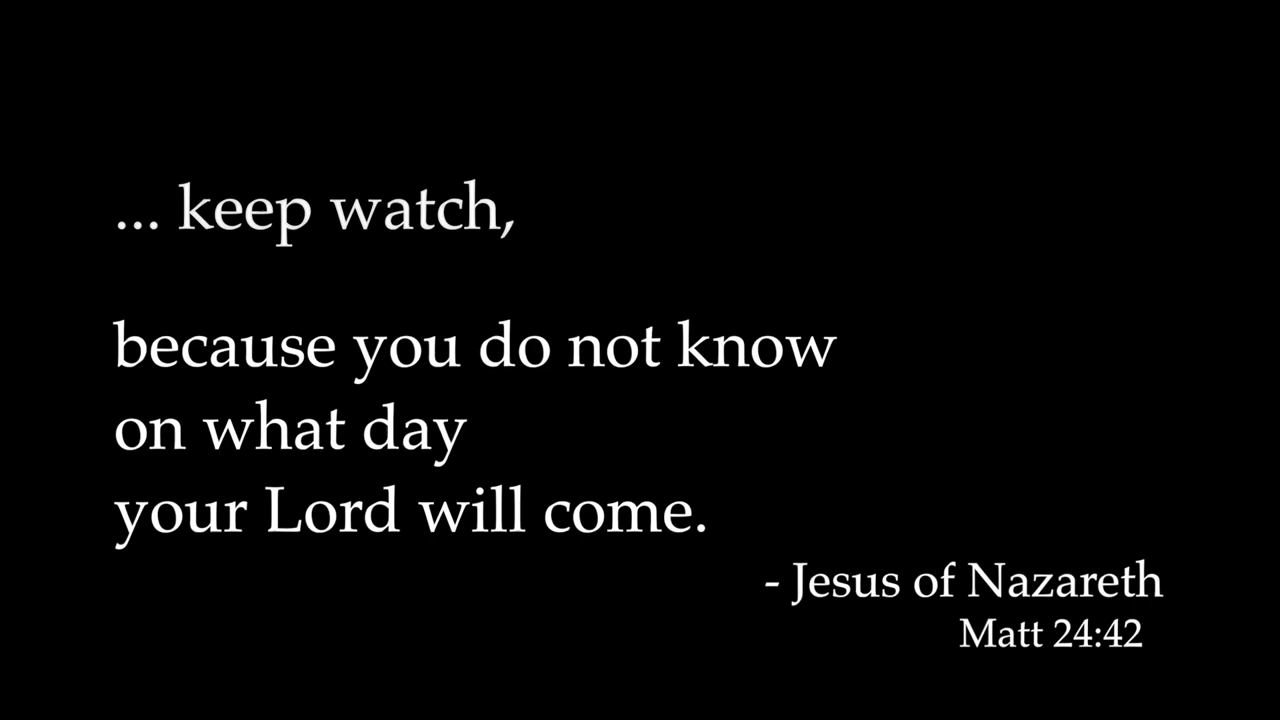 ... keep watch,
because you do not know
on what day
your Lord will come.
- Jesus of Nazareth
Matt 24:42